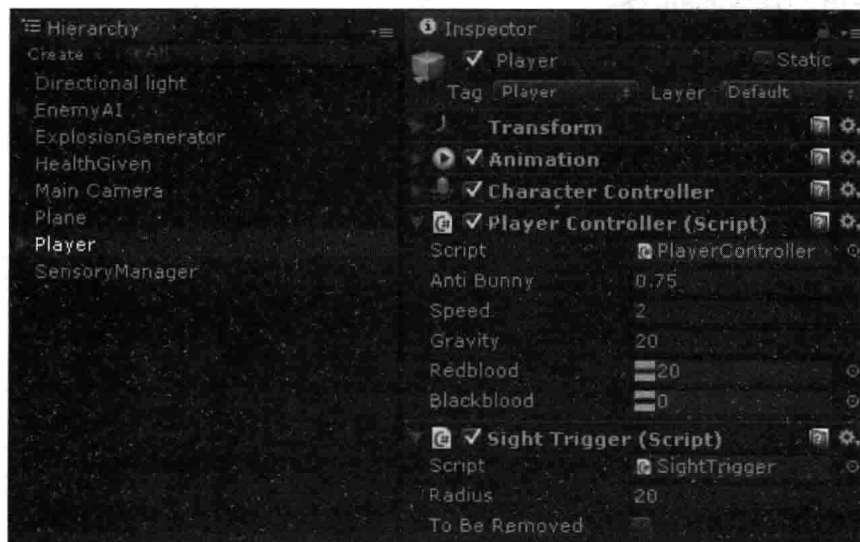 Hierarchy
Create
All
Directional light
EnemyAI
ExplosionGenerator
HealthGiven
Main Camera
Plane
Player
SensoryManager
Inspector
Player
Static
Tag Player Layer Default
Transform
Animation
Character Controller
Player Controller (Script)
Script PlayerController
Anti Bunny 0.75
Speed 2
Gravity 20
Redblood 20
Blackblood 0
Sight Trigger (Script)
Script SightTrigger
Radius 20
To Be Removed